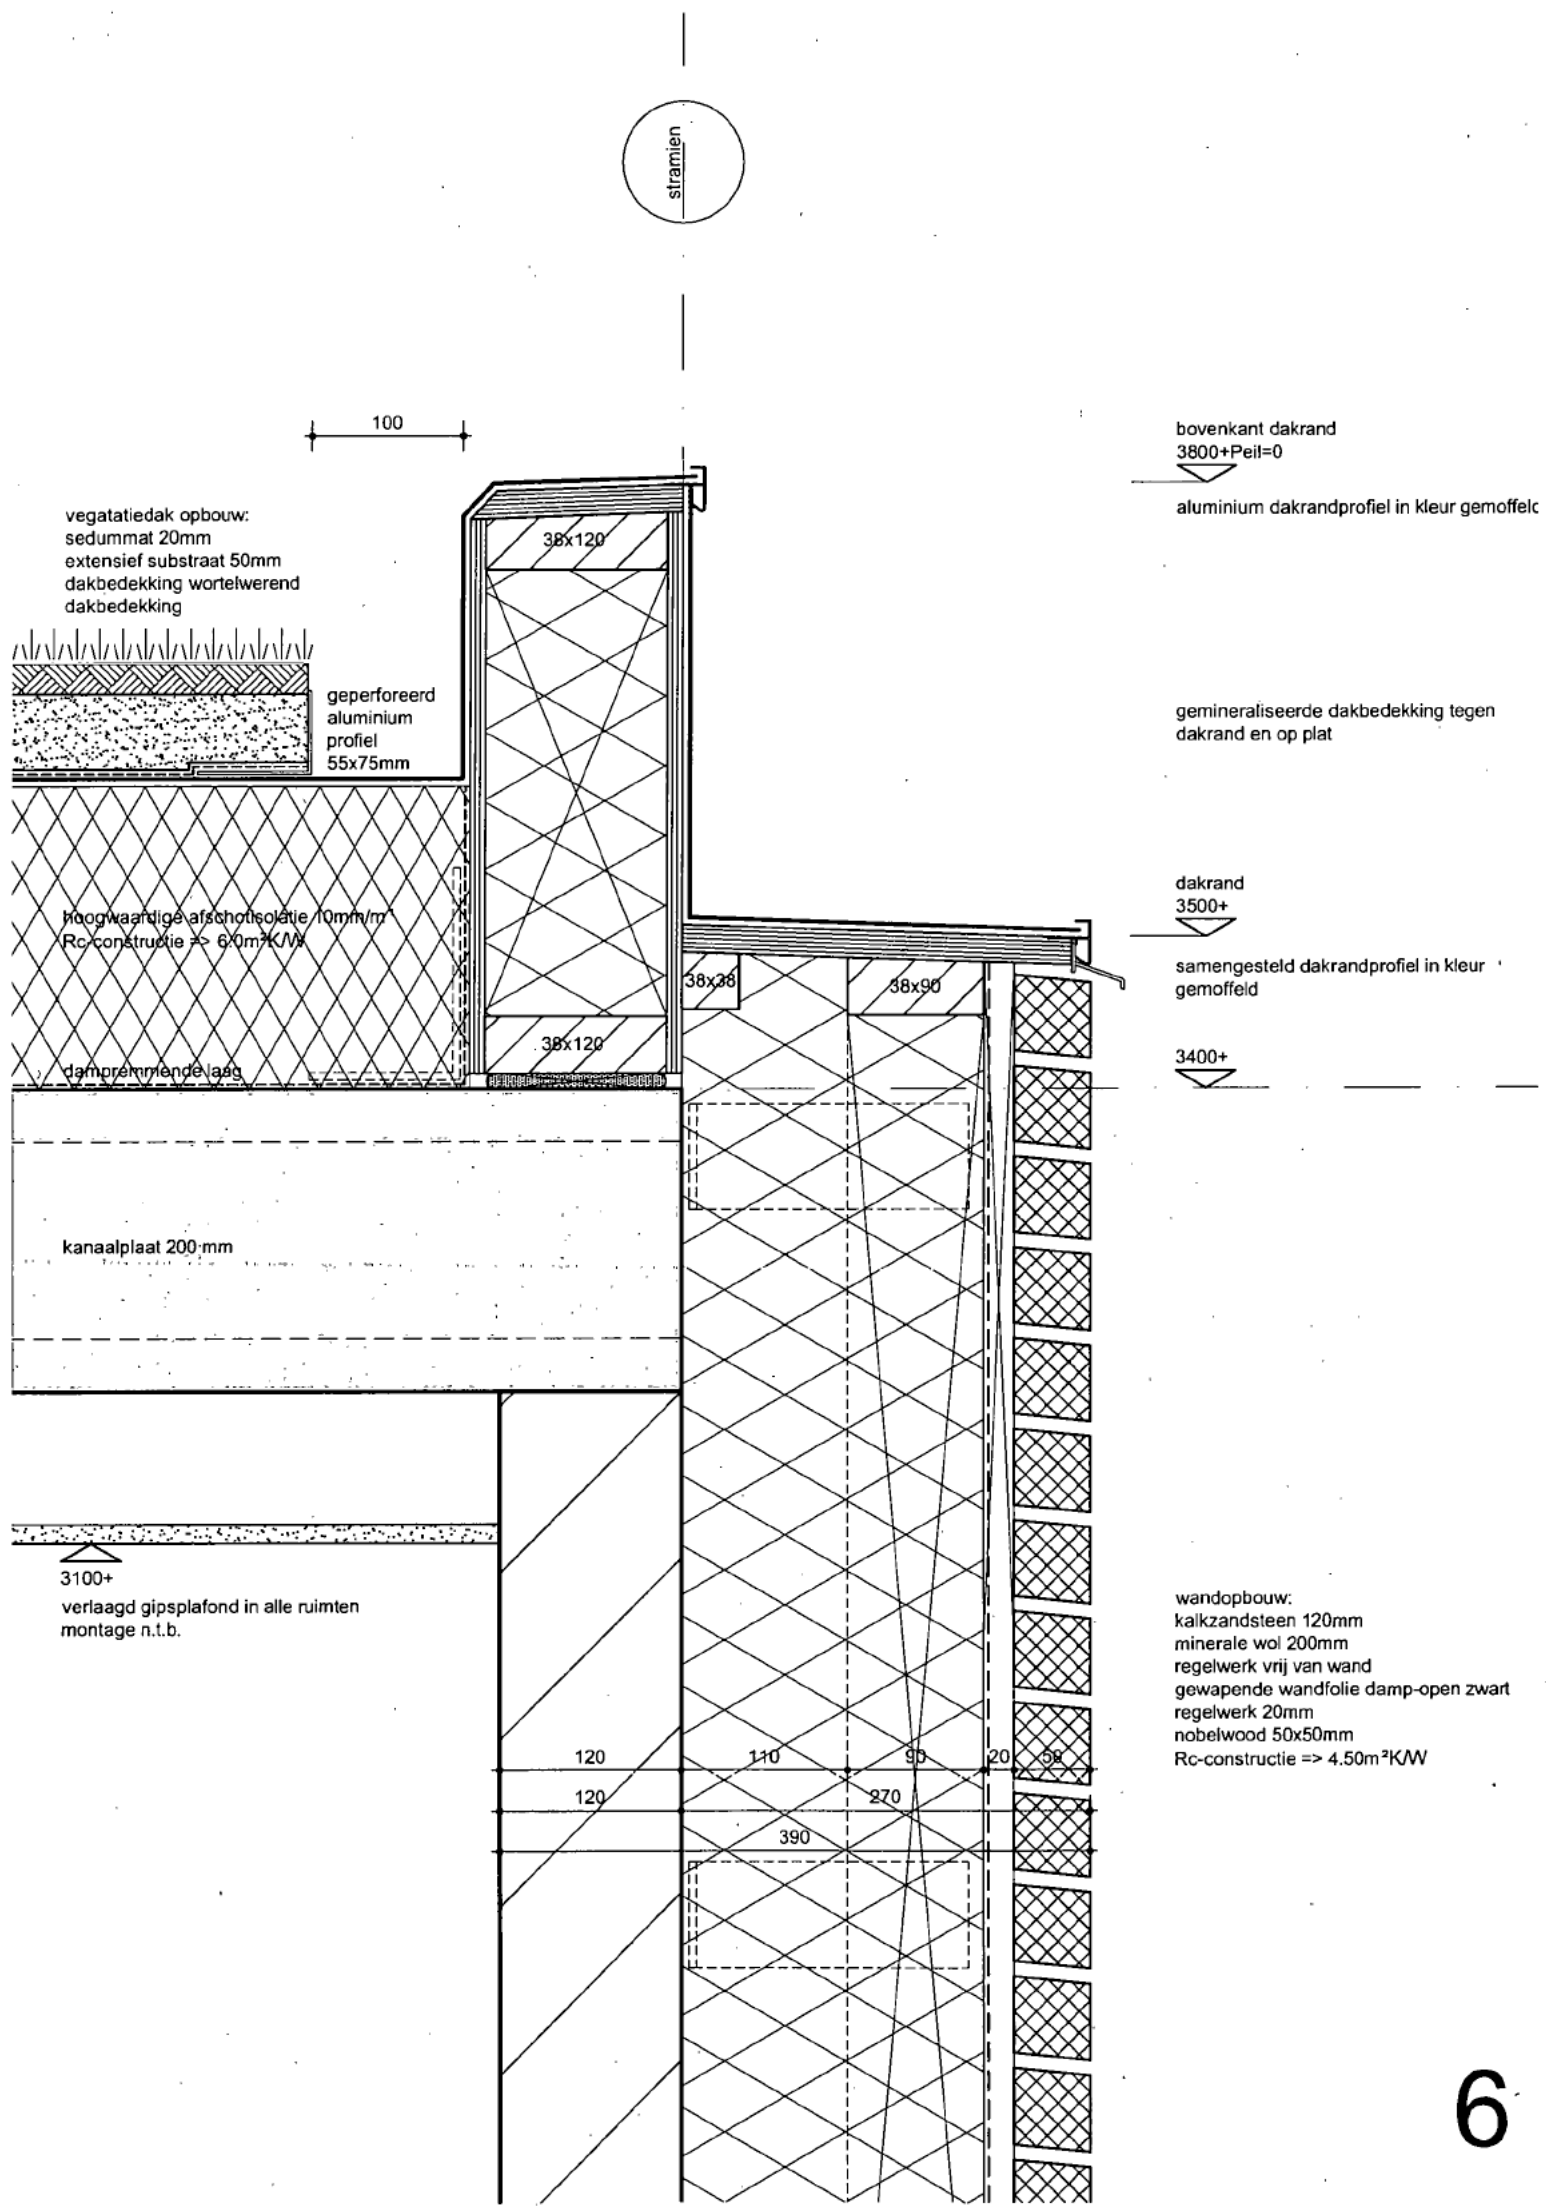 stramien
100
bovenkant dakrand
3800+Peil=0
aluminium dakrandprofiel in kleur gemoffeld
vegatatiedak opbouw:
sedummat 20mm
extensief substraat 50mm
dakbedekking wortelwerend
dakbedekking
38x120
geperforeerd
aluminium
profiel
55x75mm
gemineraliseerde dakbedekking tegen
dakrand en op plat
hoogwaardige afschotisolatie 10mm/m¹
Rc-constructie => 6.0m²K/W
dakrand
3500+
samengesteld dakrandprofiel in kleur
gemoffeld
38x38
38x90
38x120
dampremmende laag
3400+
kanaalplaat 200 mm
3100+
verlaagd gipsplafond in alle ruimten
montage n.t.b.
wandopbouw:
kalkzandsteen 120mm
minerale wol 200mm
regelwerk vrij van wand
gewapende wandfolie damp-open zwart
regelwerk 20mm
nobelwood 50x50mm
Rc-constructie => 4.50m²K/W
120 110 90 20 50
120 270
390
6